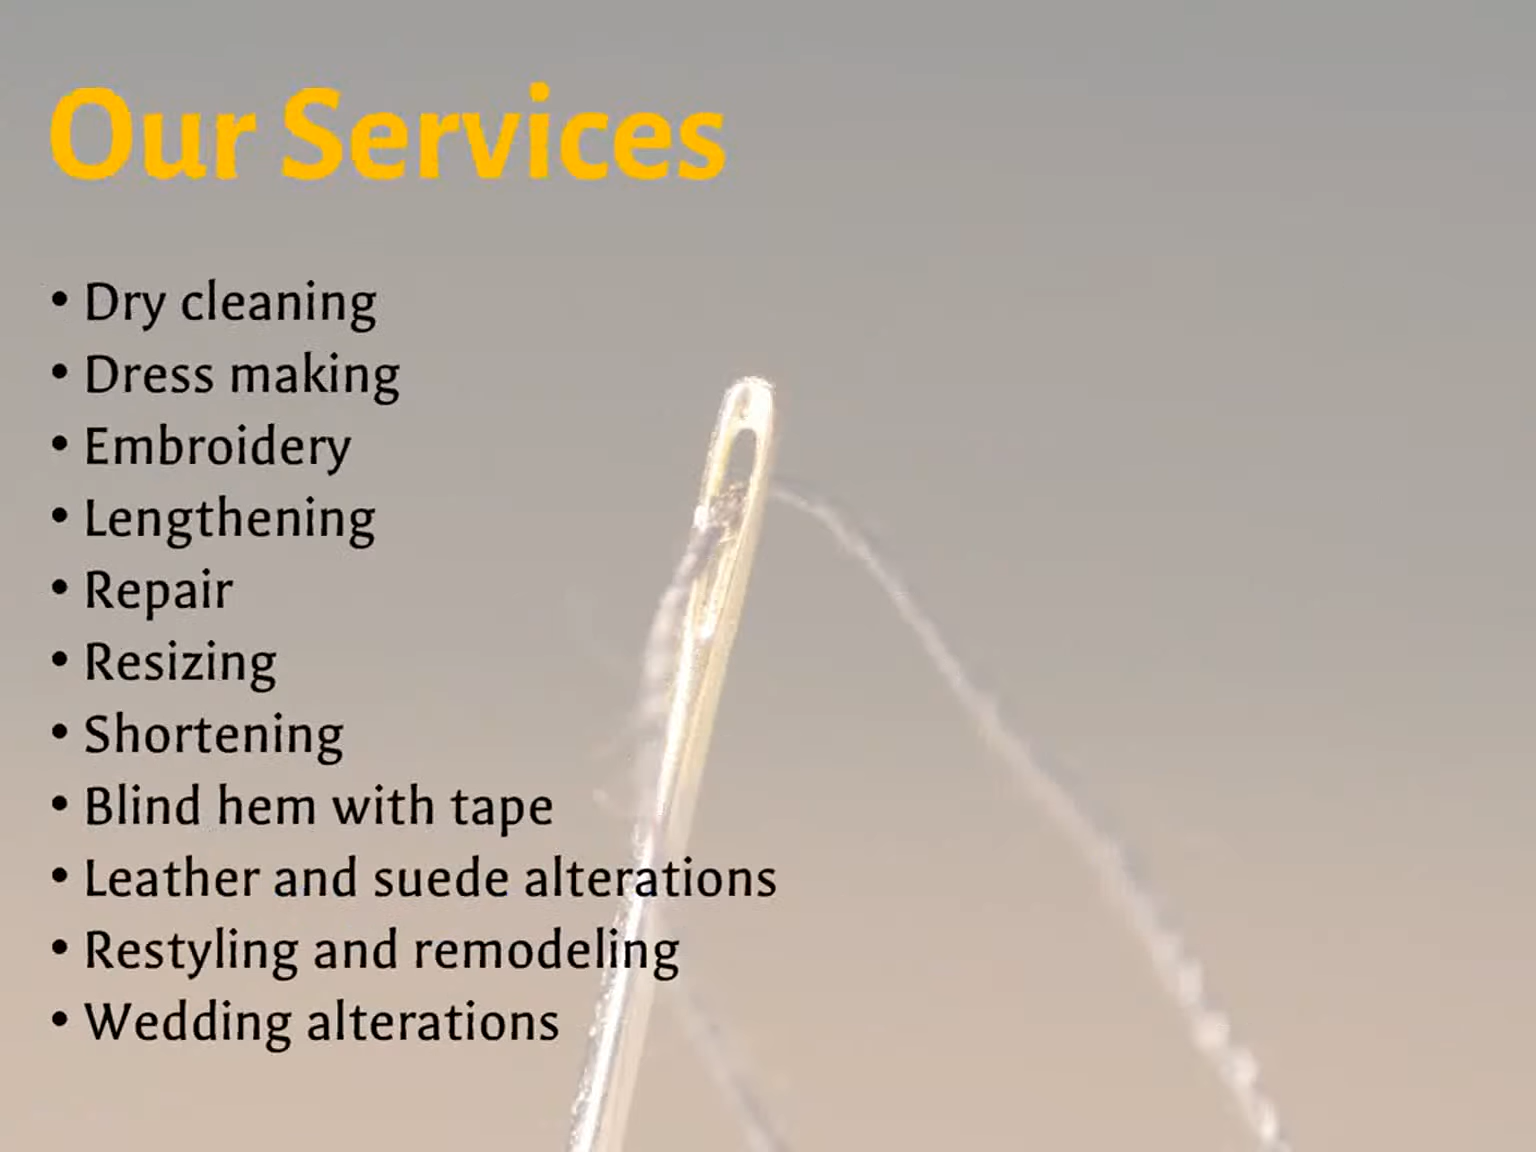 Our Services
• Dry cleaning
• Dress making
• Embroidery
• Lengthening
• Repair
• Resizing
• Shortening
• Blind hem with tape
• Leather and suede alterations
• Restyling and remodeling
• Wedding alterations